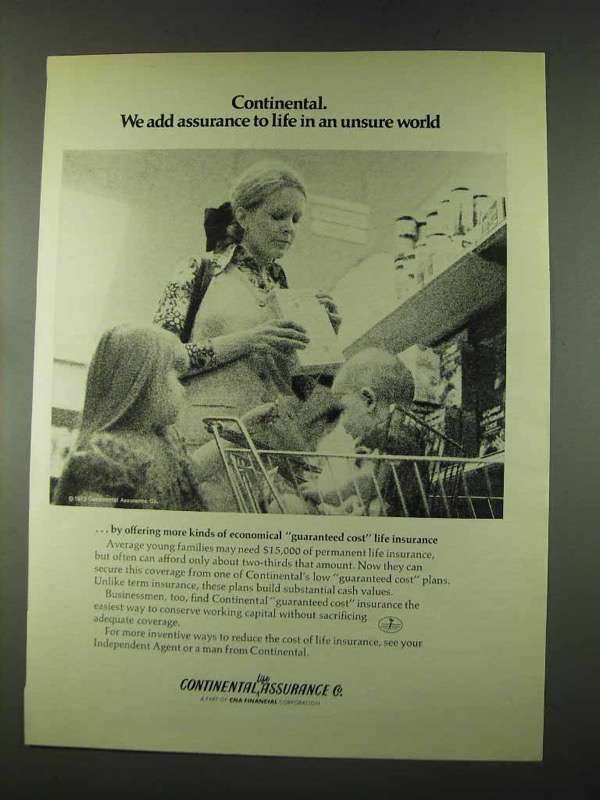 Continental.
We add assurance to life in an unsure world
© 1973 Continental Assurance Co.
. . . by offering more kinds of economical "guaranteed cost" life insurance
Average young families may need $15,000 of permanent life insurance,
but often can afford only about two-thirds that amount. Now they can
secure this coverage from one of Continental's low "guaranteed cost" plans.
Unlike term insurance, these plans build substantial cash values.
Businessmen, too, find Continental "guaranteed cost" insurance the
easiest way to conserve working capital without sacrificing
adequate coverage.
For more inventive ways to reduce the cost of life insurance, see your
Independent Agent or a man from Continental.
CONTINENTAL life ASSURANCE Co.
A PART OF CNA FINANCIAL CORPORATION